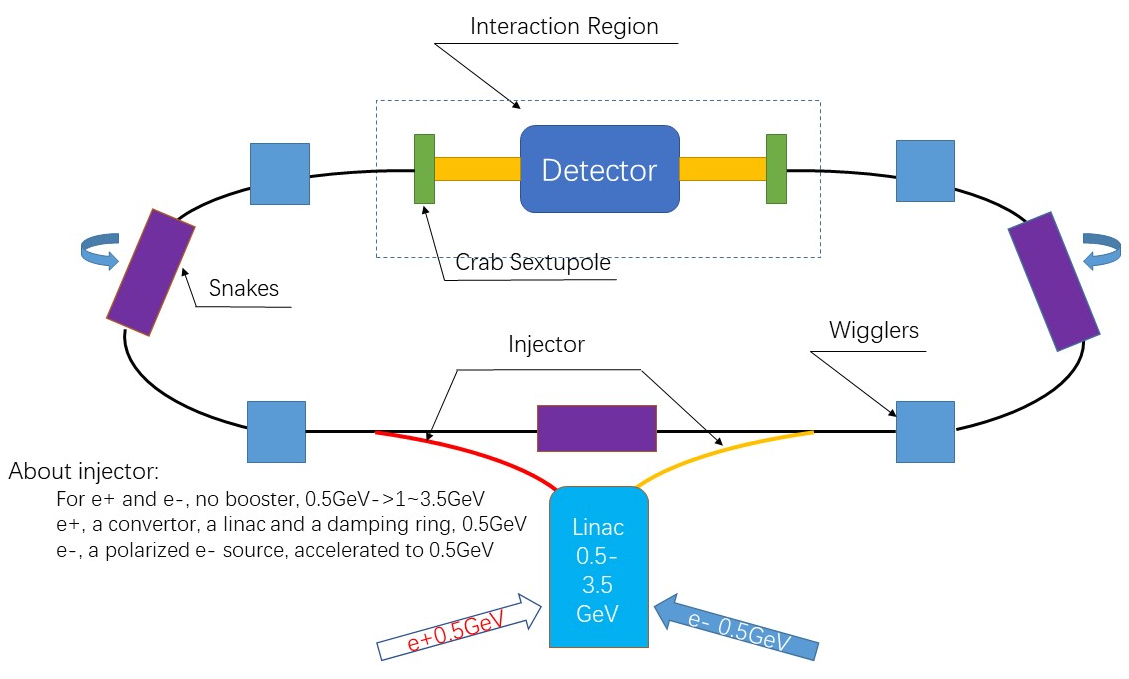 Interaction Region
Detector
Crab Sextupole
Snakes
Injector
Wigglers
About injector:
For e+ and e-, no booster, 0.5GeV->1~3.5GeV
e+, a convertor, a linac and a damping ring, 0.5GeV
e-, a polarized e- source, accelerated to 0.5GeV
Linac
0.5-
3.5
GeV
e+0.5GeV
e- 0.5GeV